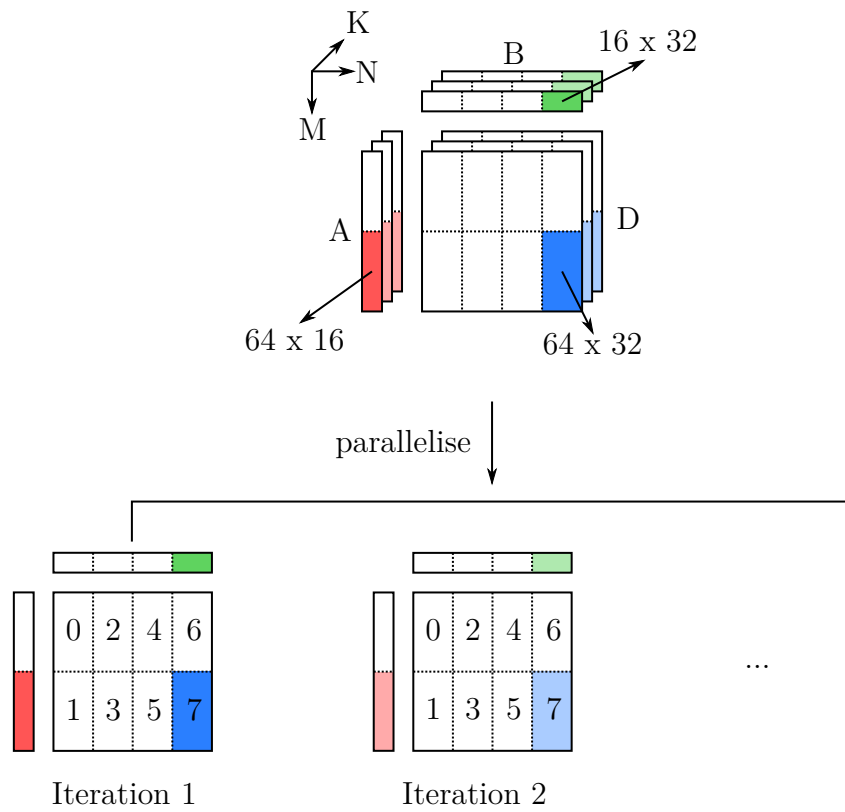 K
N
M
B
16 x 32
A
D
64 x 16
64 x 32
parallelise
0 2 4 6
1 3 5 7
Iteration 1
0 2 4 6
1 3 5 7
Iteration 2
...